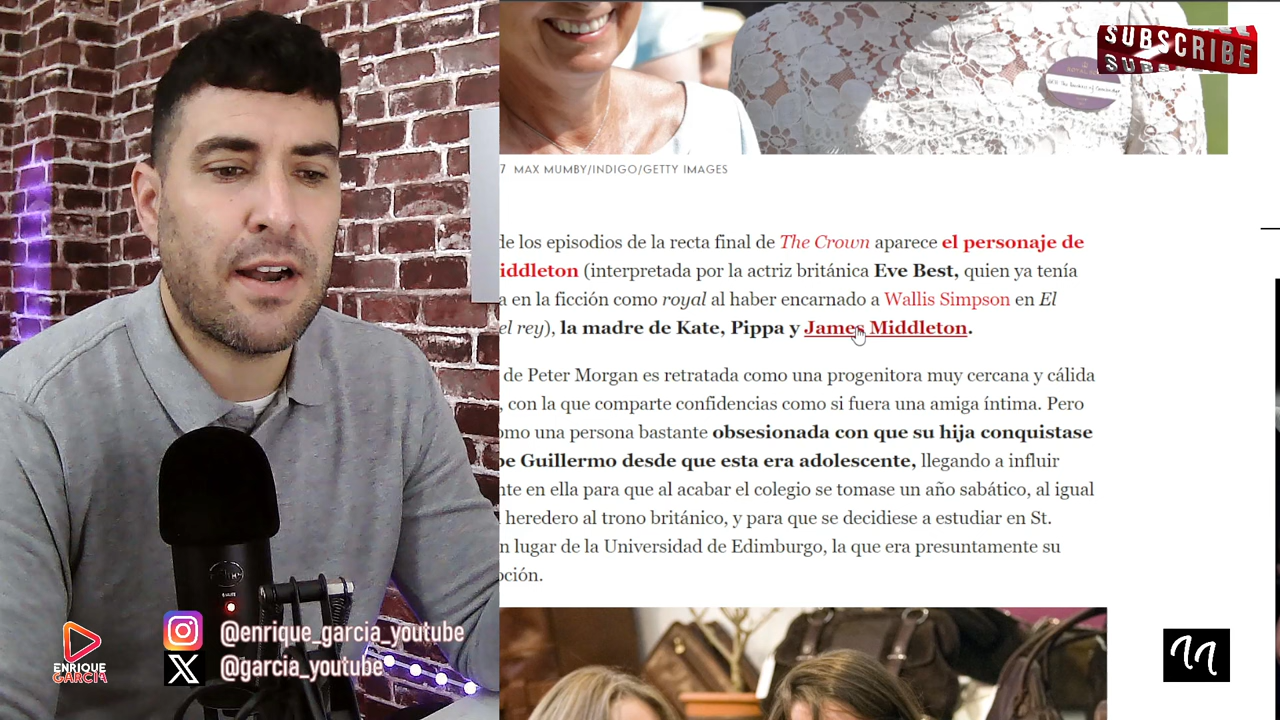 SUBSCRIBE
7 MAX MUMBY/INDIGO/GETTY IMAGES
de los episodios de la recta final de The Crown aparece el personaje de
iddleton (interpretada por la actriz británica Eve Best, quien ya tenía
a en la ficción como royal al haber encarnado a Wallis Simpson en El
el rey), la madre de Kate, Pippa y James Middleton.
de Peter Morgan es retratada como una progenitora muy cercana y cálida
, con la que comparte confidencias como si fuera una amiga íntima. Pero
omo una persona bastante obsesionada con que su hija conquistase
pe Guillermo desde que esta era adolescente, llegando a influir
nte en ella para que al acabar el colegio se tomase un año sabático, al igual
l heredero al trono británico, y para que se decidiese a estudiar en St.
n lugar de la Universidad de Edimburgo, la que era presuntamente su
pción.
@enrique_garcia_youtube
@garcia_youtube
ENRIQUE
GARCIA